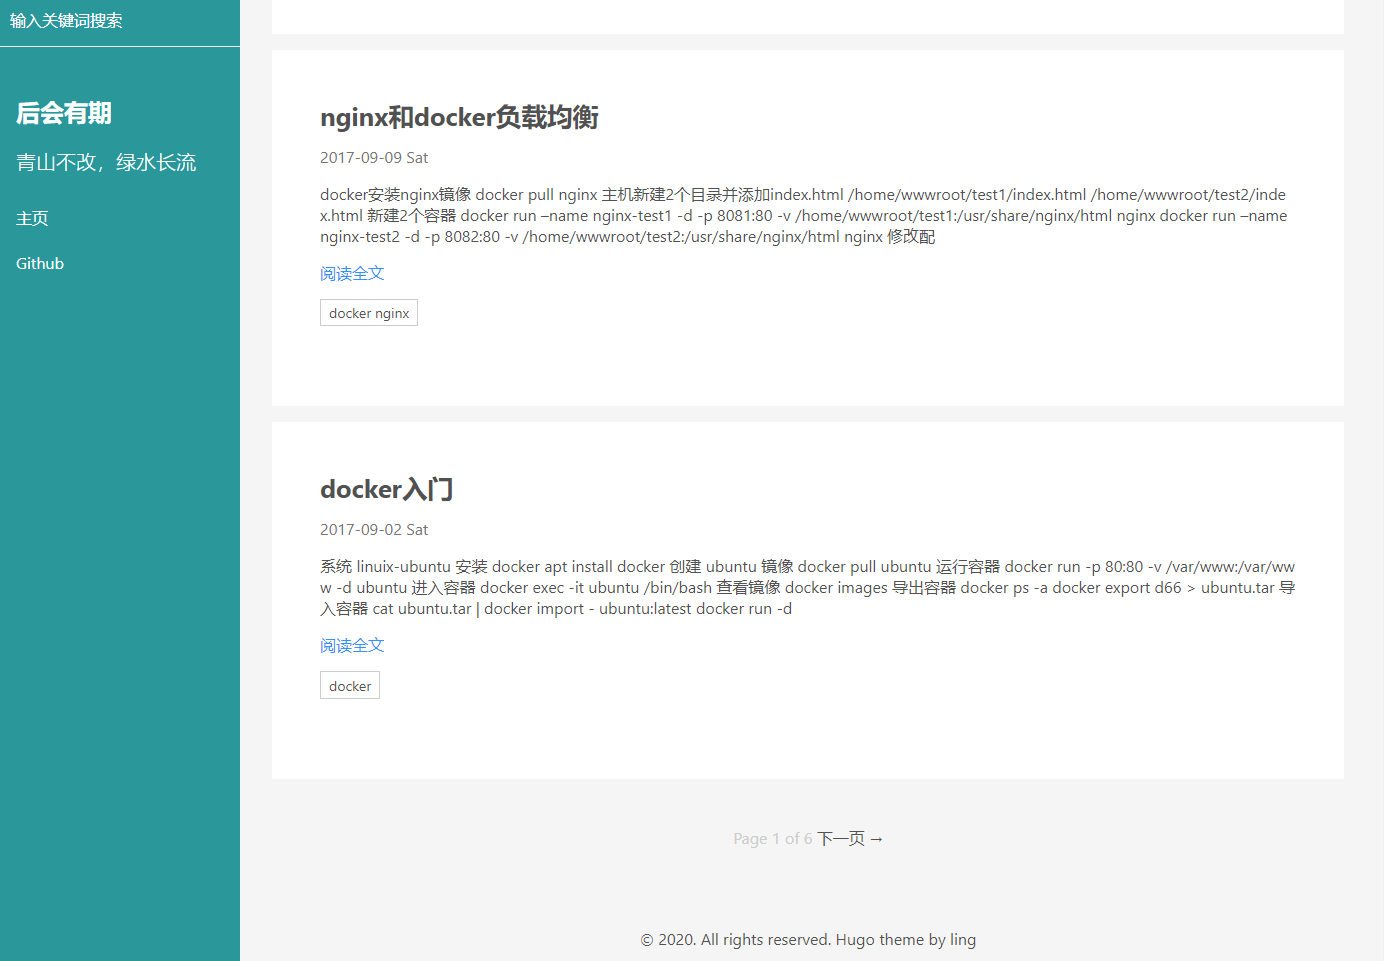 输入关键词搜索
后会有期
青山不改，绿水长流
主页
Github
nginx和docker负载均衡
2017-09-09 Sat
docker安装nginx镜像 docker pull nginx 主机新建2个目录并添加index.html /home/wwwroot/test1/index.html /home/wwwroot/test2/inde
x.html 新建2个容器 docker run –name nginx-test1 -d -p 8081:80 -v /home/wwwroot/test1:/usr/share/nginx/html nginx docker run –name
nginx-test2 -d -p 8082:80 -v /home/wwwroot/test2:/usr/share/nginx/html nginx 修改配
阅读全文
docker nginx
docker入门
2017-09-02 Sat
系统 linuix-ubuntu 安装 docker apt install docker 创建 ubuntu 镜像 docker pull ubuntu 运行容器 docker run -p 80:80 -v /var/www:/var/ww
w -d ubuntu 进入容器 docker exec -it ubuntu /bin/bash 查看镜像 docker images 导出容器 docker ps -a docker export d66 > ubuntu.tar 导
入容器 cat ubuntu.tar | docker import - ubuntu:latest docker run -d
阅读全文
docker
Page 1 of 6 下一页 →
© 2020. All rights reserved. Hugo theme by ling